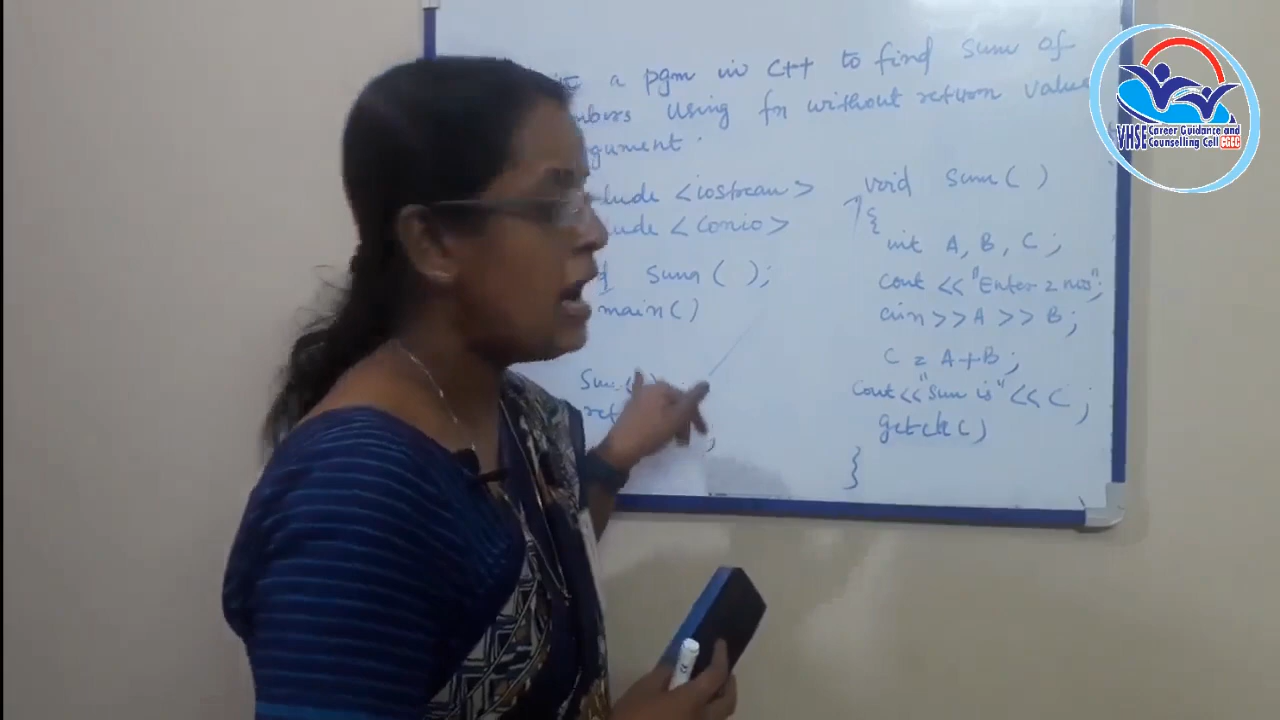 a pgm in C++ to find sum of
mbers using fn without return value
gument.
lude <iostream>
lude <conio>
f sum ( );
main()
Sum
ret
;
void sum( )
{
int A, B, C;
cout << "Enter 2 nos";
cin>>A >> B;
C = A+B;
cout<<"Sum is" << C;
getch()
}
VHSE Career Guidance and
Counselling Cell CGCC